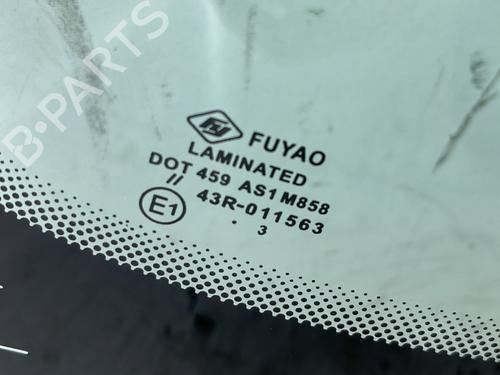 FUYAO
LAMINATED
DOT 459 AS1 M858
//
E1 43R-011563
. 3
B-PARTS